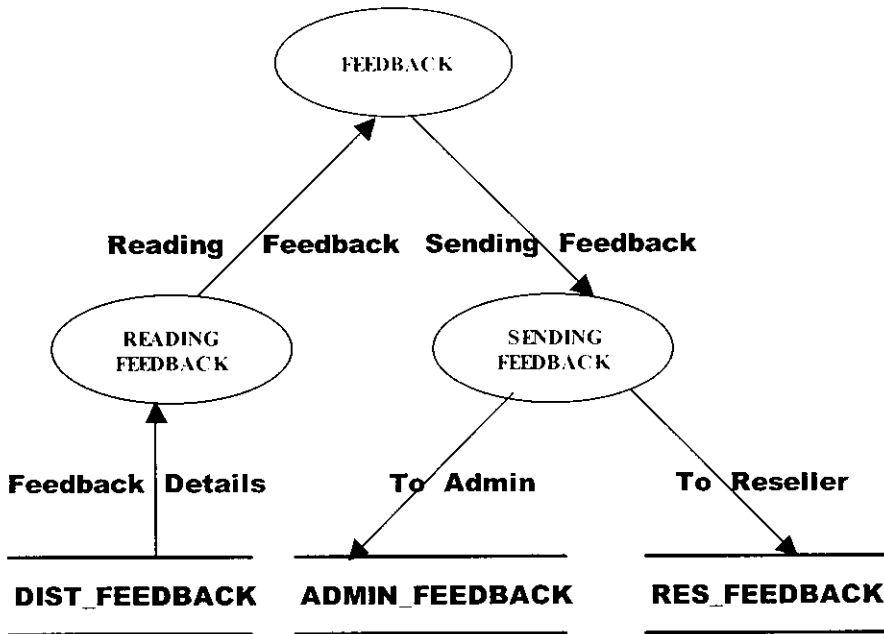 FEEDBACK
Reading Feedback
Sending Feedback
READING
FEEDBACK
SENDING
FEEDBACK
Feedback Details
To Admin
To Reseller
DIST_FEEDBACK
ADMIN_FEEDBACK
RES_FEEDBACK